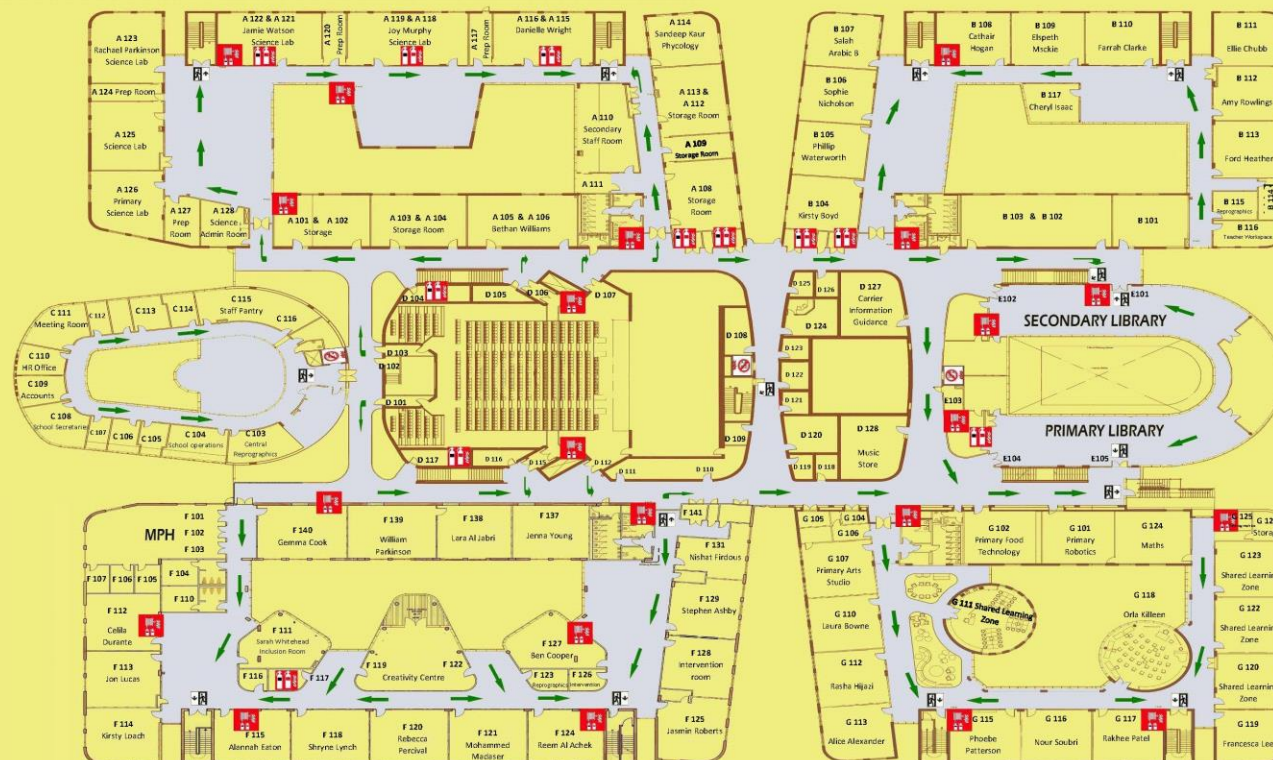 A 123
Rachael Parkinson
Science Lab
A 124 Prep Room
A 125
Science Lab
A 126
Primary
Science Lab
A 127
Prep
Room
A 128
Science
Admin Room
A 122 & A 121
Jamie Watson
Science Lab
A 120
Prep Room
A 119 & A 118
Joy Murphy
Science Lab
A 117
Prep Room
A 116 & A 115
Danielle Wright
A 114
Sandeep Kaur
Phycology
A 113 &
A 112
Storage Room
A 109
Storage Room
A 108
Storage
Room
A 110
Secondary
Staff Room
A 111
A 101 & A 102
Storage
A 103 & A 104
Storage Room
A 105 & A 106
Bethan Williams
B 107
Salah
Arabic B
B 106
Sophie
Nicholson
B 105
Phillip
Waterworth
B 104
Kirsty Boyd
B 108
Cathair
Hogan
B 109
Elspeth
Msckie
B 110
Farrah Clarke
B 111
Ellie Chubb
B 112
Amy Rowling
B 113
Ford Heather
B 114
B 115
Reprographics
B 116
Teacher Workspace
B 117
Cheryl Isaac
B 103 & B 102
B 101
C 111
Meeting Room
C 112
C 113
C 114
C 115
Staff Pantry
C 116
C 110
HR Office
C 109
Accounts
C 108
School Secretaries
C 107
C 106
C 105
C 104
School operations
C 103
Central
Reprographics
D 104
D 105
D 106
D 107
D 103
D 102
D 101
D 117
D 116
D 115
D 112
D 111
D 110
D 108
D 109
D 125
D 126
D 127
Carrier
Information
Guidance
D 124
D 123
D 122
D 121
D 120
D 119
D 118
D 128
Music
Store
E102
E101
SECONDARY LIBRARY
E103
PRIMARY LIBRARY
E104
E105
MPH
F 101
F 102
F 103
F 104
F 107
F 106
F 105
F 110
F 112
Celila
Durante
F 113
Jon Lucas
F 114
Kirsty Loach
F 140
Gemma Cook
F 139
William
Parkinson
F 138
Lara Al Jabri
F 137
Jenna Young
F 141
F 131
Nishat Firdous
F 129
Stephen Ashby
F 128
Intervention
room
F 125
Jasmin Roberts
F 111
Sarah Whitehead
Inclusion Room
F 116
F 117
F 119
F 122
Creativity Centre
F 127
Ben Cooper
F 123
Reprographics
F 126
Intervention
F 115
Alannah Eaton
F 118
Shryne Lynch
F 120
Rebecca
Percival
F 121
Mohammed
Madaser
F 124
Reem Al Achek
G 105
G 104
G 106
G 107
Primary Arts
Studio
G 110
Laura Bowne
G 112
Rasha Hijazi
G 113
Alice Alexander
G 102
Primary Food
Technology
G 101
Primary
Robotics
G 124
Maths
G 125
G 12
Stora
G 123
Shared Learnin
Zone
G 122
Shared Learnin
Zone
G 120
Shared Learnin
Zone
G 119
Francesca Lee
G 111 Shared Learning
Zone
G 118
Orla Killeen
G 115
Phoebe
Patterson
G 116
Nour Soubri
G 117
Rakhee Patel